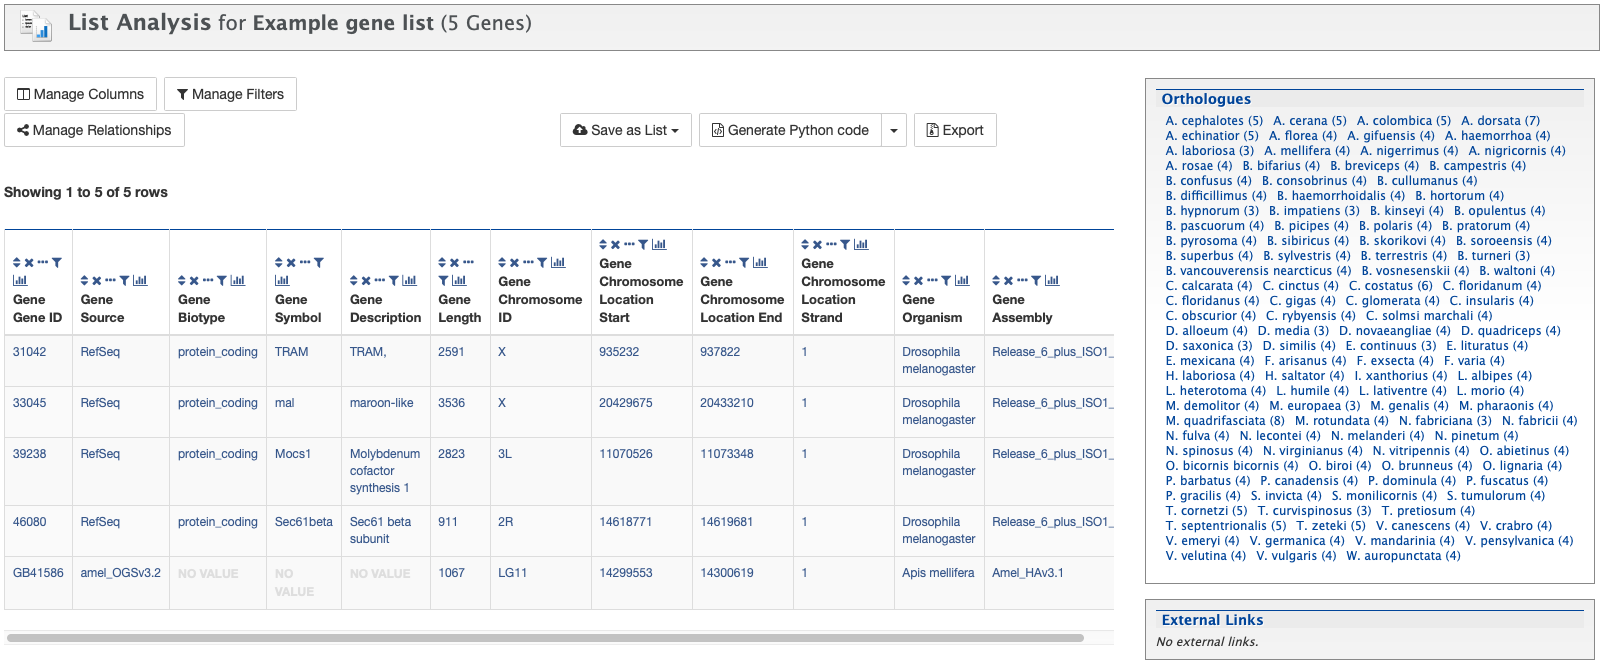 List Analysis for Example gene list (5 Genes)
Manage Columns
Manage Filters
Manage Relationships
Save as List
Generate Python code
Export
Showing 1 to 5 of 5 rows
Gene Gene ID
Gene Source
Gene Biotype
Gene Symbol
Gene Description
Gene Length
Gene Chromosome ID
Gene Chromosome Location Start
Gene Chromosome Location End
Gene Chromosome Location Strand
Gene Organism
Gene Assembly
31042 RefSeq protein_coding TRAM TRAM, 2591 X 935232 937822 1 Drosophila melanogaster Release_6_plus_ISO1_
33045 RefSeq protein_coding mal maroon-like 3536 X 20429675 20433210 1 Drosophila melanogaster Release_6_plus_ISO1_
39238 RefSeq protein_coding Mocs1 Molybdenum cofactor synthesis 1 2823 3L 11070526 11073348 1 Drosophila melanogaster Release_6_plus_ISO1_
46080 RefSeq protein_coding Sec61beta Sec61 beta subunit 911 2R 14618771 14619681 1 Drosophila melanogaster Release_6_plus_ISO1_
GB41586 amel_OGSv3.2 NO VALUE NO VALUE NO VALUE 1067 LG11 14299553 14300619 1 Apis mellifera Amel_HAv3.1
Orthologues
A. cephalotes (5) A. cerana (5) A. colombica (5) A. dorsata (7)
A. echinatior (5) A. florea (4) A. gifuensis (4) A. haemorrhoa (4)
A. laboriosa (3) A. mellifera (4) A. nigerrimus (4) A. nigricornis (4)
A. rosae (4) B. bifarius (4) B. breviceps (4) B. campestris (4)
B. confusus (4) B. consobrinus (4) B. cullumanus (4)
B. difficillimus (4) B. haemorrhoidalis (4) B. hortorum (4)
B. hypnorum (3) B. impatiens (3) B. kinseyi (4) B. opulentus (4)
B. pascuorum (4) B. picipes (4) B. polaris (4) B. pratorum (4)
B. pyrosoma (4) B. sibiricus (4) B. skorikovi (4) B. soroeensis (4)
B. superbus (4) B. sylvestris (4) B. terrestris (4) B. turneri (3)
B. vancouverensis nearcticus (4) B. vosnesenskii (4) B. waltoni (4)
C. calcarata (4) C. cinctus (4) C. costatus (6) C. floridanum (4)
C. floridanus (4) C. gigas (4) C. glomerata (4) C. insularis (4)
C. obscurior (4) C. rybyensis (4) C. solmsi marchali (4)
D. alloeum (4) D. media (3) D. novaeangliae (4) D. quadriceps (4)
D. saxonica (3) D. similis (4) E. continuus (3) E. lituratus (4)
E. mexicana (4) F. arisanus (4) F. exsecta (4) F. varia (4)
H. laboriosa (4) H. saltator (4) I. xanthorius (4) L. albipes (4)
L. heterotoma (4) L. humile (4) L. lativentre (4) L. morio (4)
M. demolitor (4) M. europaea (3) M. genalis (4) M. pharaonis (4)
M. quadrifasciata (8) M. rotundata (4) N. fabriciana (3) N. fabricii (4)
N. fulva (4) N. lecontei (4) N. melanderi (4) N. pinetum (4)
N. spinosus (4) N. virginianus (4) N. vitripennis (4) O. abietinus (4)
O. bicornis bicornis (4) O. biroi (4) O. brunneus (4) O. lignaria (4)
P. barbatus (4) P. canadensis (4) P. dominula (4) P. fuscatus (4)
P. gracilis (4) S. invicta (4) S. monilicornis (4) S. tumulorum (4)
T. cornetzi (5) T. curvispinosus (3) T. pretiosum (4)
T. septentrionalis (5) T. zeteki (5) V. canescens (4) V. crabro (4)
V. emeryi (4) V. germanica (4) V. mandarinia (4) V. pensylvanica (4)
V. velutina (4) V. vulgaris (4) W. auropunctata (4)
External Links
No external links.